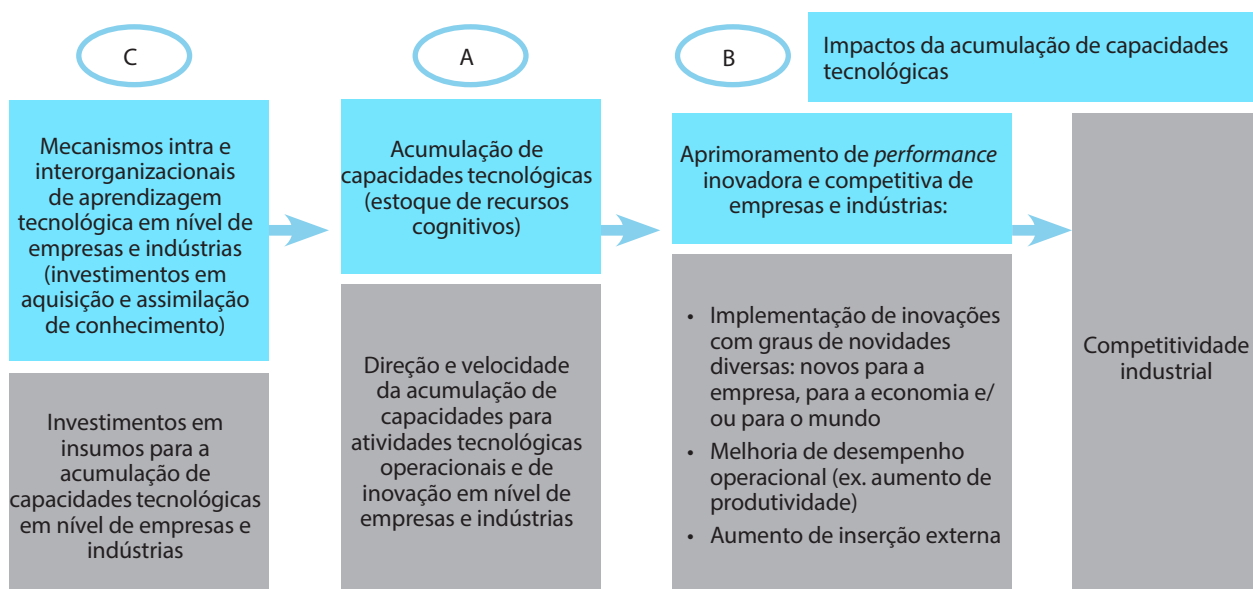 C
Mecanismos intra e
interorganizacionais
de aprendizagem
tecnológica em nível de
empresas e indústrias
(investimentos em
aquisição e assimilação
de conhecimento)
Investimentos em
insumos para a
acumulação de
capacidades tecnológicas
em nível de empresas e
indústrias
A
Acumulação de
capacidades tecnológicas
(estoque de recursos
cognitivos)
Direção e velocidade
da acumulação de
capacidades para
atividades tecnológicas
operacionais e de
inovação em nível de
empresas e indústrias
B
Impactos da acumulação de capacidades
tecnológicas
Aprimoramento de performance
inovadora e competitiva de
empresas e indústrias:
• Implementação de inovações
com graus de novidades
diversas: novos para a
empresa, para a economia e/
ou para o mundo
• Melhoria de desempenho
operacional (ex. aumento de
produtividade)
• Aumento de inserção externa
Competitividade
industrial